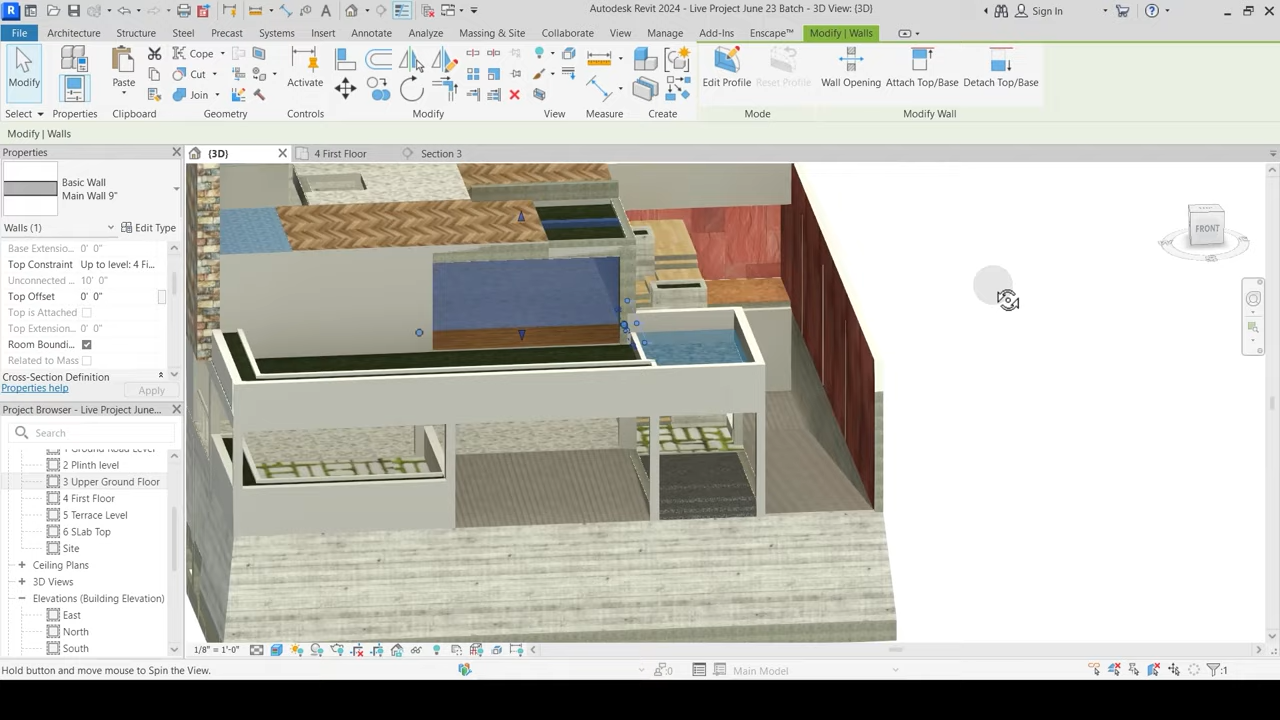 Autodesk Revit 2024 - Live Project June 23 Batch - 3D View: {3D}
Sign In
File Architecture Structure Steel Precast Systems Insert Annotate Analyze Massing & Site Collaborate View Manage Add-Ins Enscape™ Modify | Walls
Modify
Paste
Cope
Cut
Join
Activate
Edit Profile
Reset Profile
Wall Opening
Attach Top/Base
Detach Top/Base
Select Properties Clipboard Geometry Controls Modify View Measure Create Mode Modify Wall
Modify | Walls
Properties
{3D}
4 First Floor
Section 3
Basic Wall
Main Wall 9"
Walls (1)
Edit Type
Base Extensio... 0' 0"
Top Constraint Up to level: 4 Fi...
Unconnected ... 10' 0"
Top Offset 0' 0"
Top is Attached
Top Extension...
Room Boundi...
Related to Mass
Cross-Section Definition
Properties help
Apply
FRONT
Project Browser - Live Project June...
Search
1 Ground Road Level
2 Plinth level
3 Upper Ground Floor
4 First Floor
5 Terrace Level
6 SLab Top
Site
Ceiling Plans
3D Views
Elevations (Building Elevation)
East
North
South
1/8" = 1'-0"
Hold button and move mouse to Spin the View.
:0
Main Model
:1